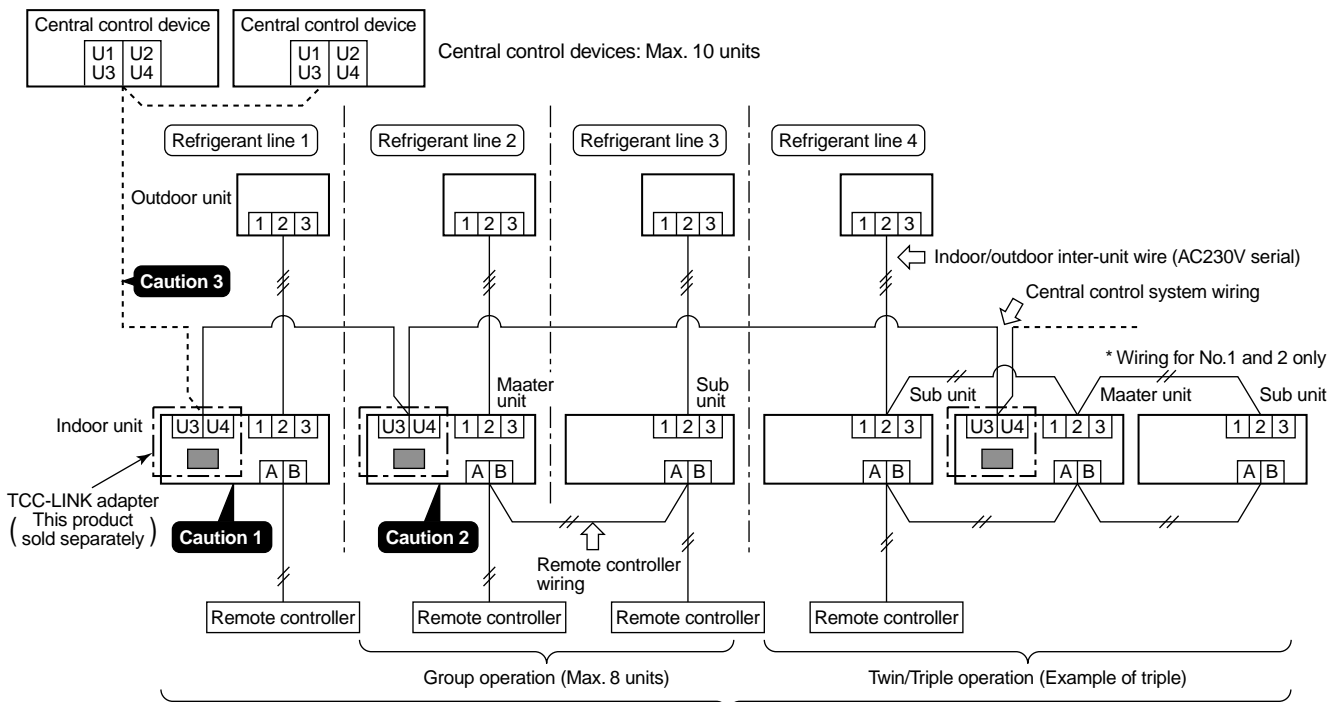 Central control device
U1 U2
U3 U4
Central control device
U1 U2
U3 U4
Central control devices: Max. 10 units
Refrigerant line 1
Refrigerant line 2
Refrigerant line 3
Refrigerant line 4
Outdoor unit
1 2 3
1 2 3
1 2 3
1 2 3
Indoor/outdoor inter-unit wire (AC230V serial)
Caution 3
Central control system wiring
* Wiring for No.1 and 2 only
Maater
unit
Sub
unit
Sub unit
Maater unit
Sub unit
Indoor unit
U3 U4
1 2 3
U3 U4
1 2 3
1 2 3
1 2 3
U3 U4
1 2 3
1 2 3
A B
A B
A B
A B
A B
A B
TCC-LINK adapter
( This product
sold separately )
Caution 1
Caution 2
Remote controller
wiring
Remote controller
Remote controller
Remote controller
Remote controller
Group operation (Max. 8 units)
Twin/Triple operation (Example of triple)